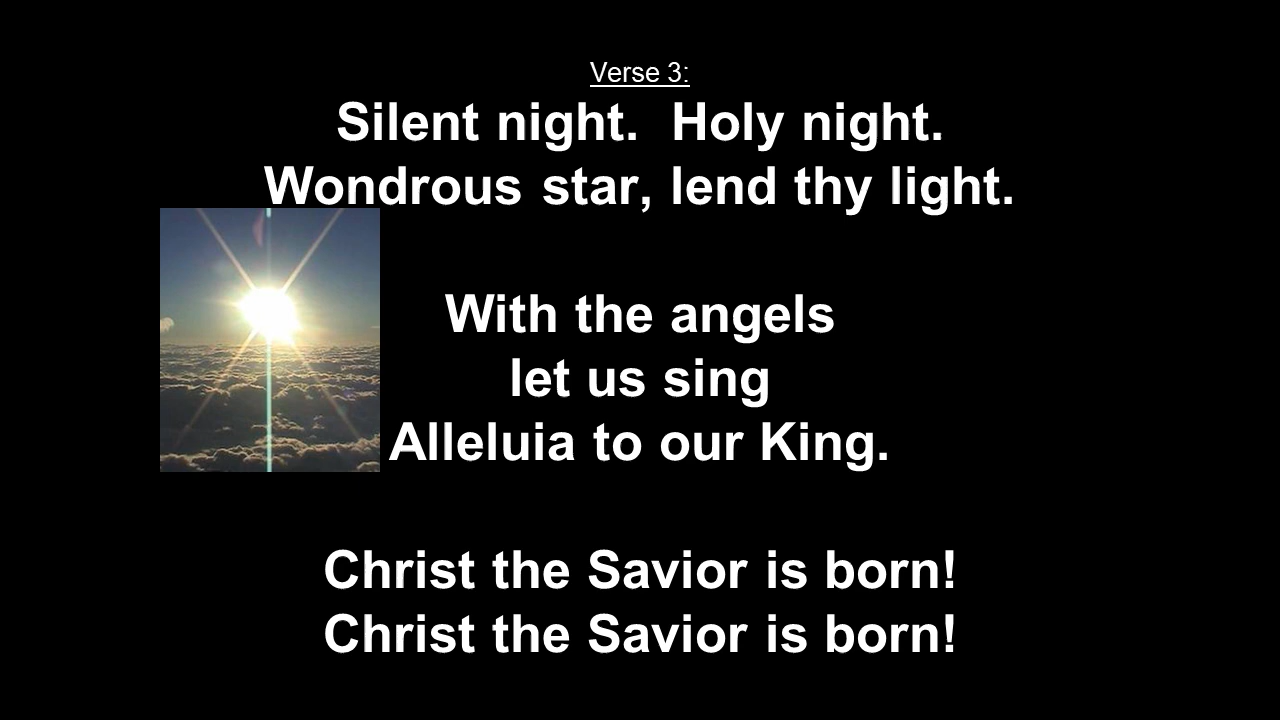 Verse 3:
Silent night.  Holy night.
Wondrous star, lend thy light.
With the angels
let us sing
Alleluia to our King.
Christ the Savior is born!
Christ the Savior is born!